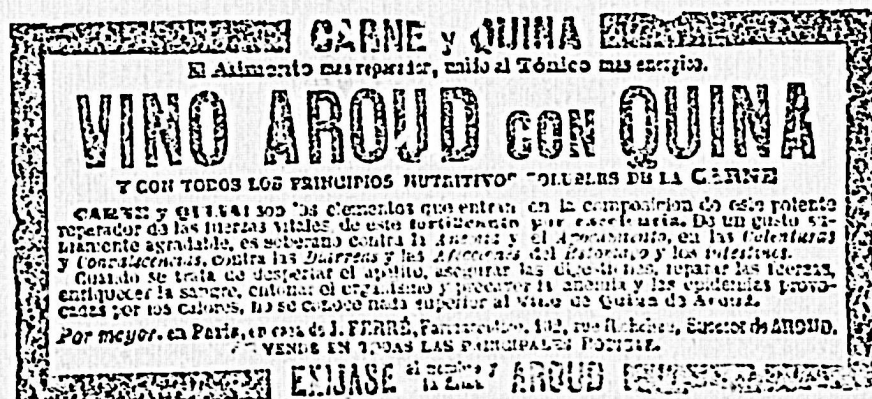 CARNE y QUINA
El Alimento mas reparador, unido al Tónico mas energico.
VINO AROUD CON QUINA
Y CON TODOS LOS PRINCIPIOS NUTRITIVOS SOLUBLES DE LA CARNE
CARNE y QUINA! son los elementos que entran en la composicion de este potente
reparador de las fuerzas vitales, de este fortificante por escelencia. De un gusto su-
mamente agradable, es soberano contra la Anemia y el Apocamiento, en las Calenturas
y Convalecencias, contra las Diarreas y las Afecciones del Estomago y los intestinos.
Cuando se trata de despertar el apetito, asegurar las digestiones, reparar las fuerzas,
enriquecer la sangre, entonar el organismo y precaver la anemia y las epidemias provo-
cadas por los calores, no se conoce nada superior al Vino de Quina de Aroud.
Por mayor, en Paris, en casa de J. FERRÉ, Farmaceutico, 102, rue Richelieu, Sucesor de AROUD.
SE VENDE EN TODAS LAS PRINCIPALES BOTICAS.
EXIJASE el nombre y AROUD